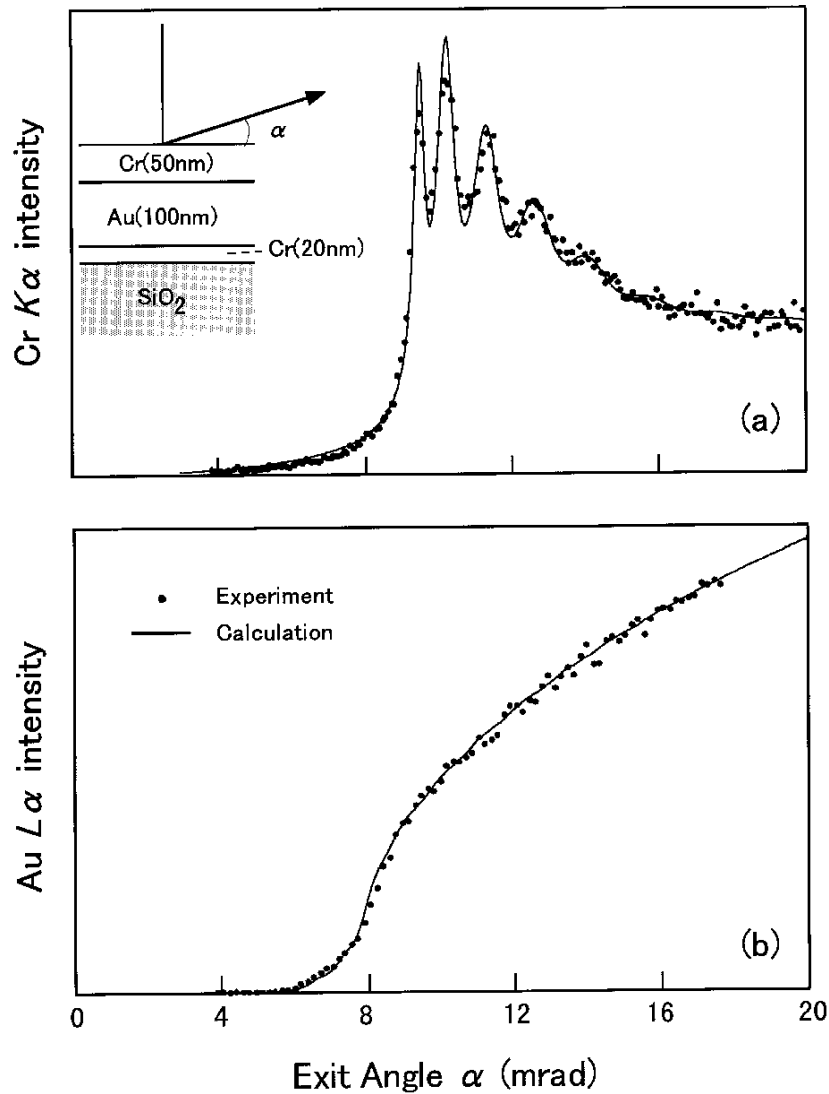 Cr Kα intensity
α
Cr(50nm)
Au(100nm)
Cr(20nm)
SiO2
(a)
Au Lα intensity
Experiment
Calculation
(b)
0 4 8 12 16 20
Exit Angle α (mrad)